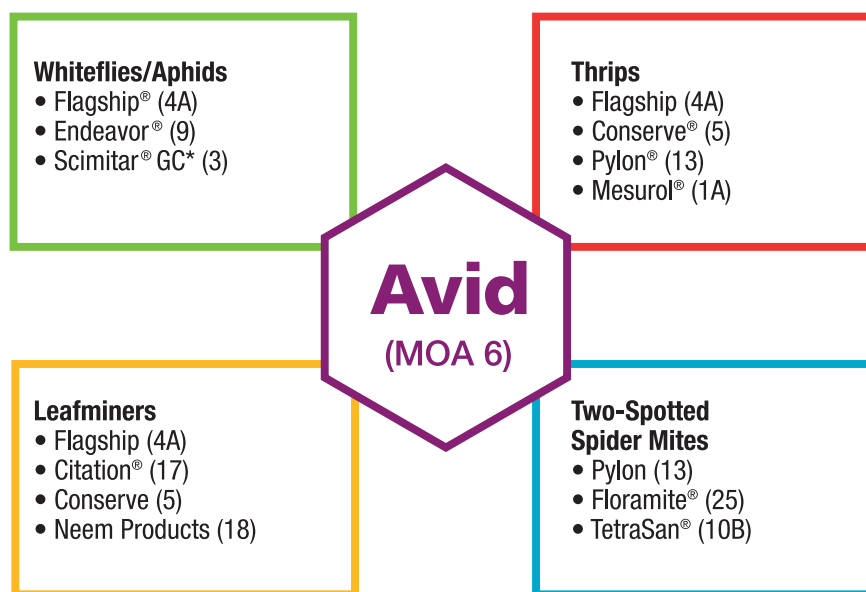 Whiteflies/Aphids
• Flagship® (4A)
• Endeavor® (9)
• Scimitar® GC* (3)
Thrips
• Flagship (4A)
• Conserve® (5)
• Pylon® (13)
• Mesurol® (1A)
Avid
(MOA 6)
Leafminers
• Flagship (4A)
• Citation® (17)
• Conserve (5)
• Neem Products (18)
Two-Spotted
Spider Mites
• Pylon (13)
• Floramite® (25)
• TetraSan® (10B)